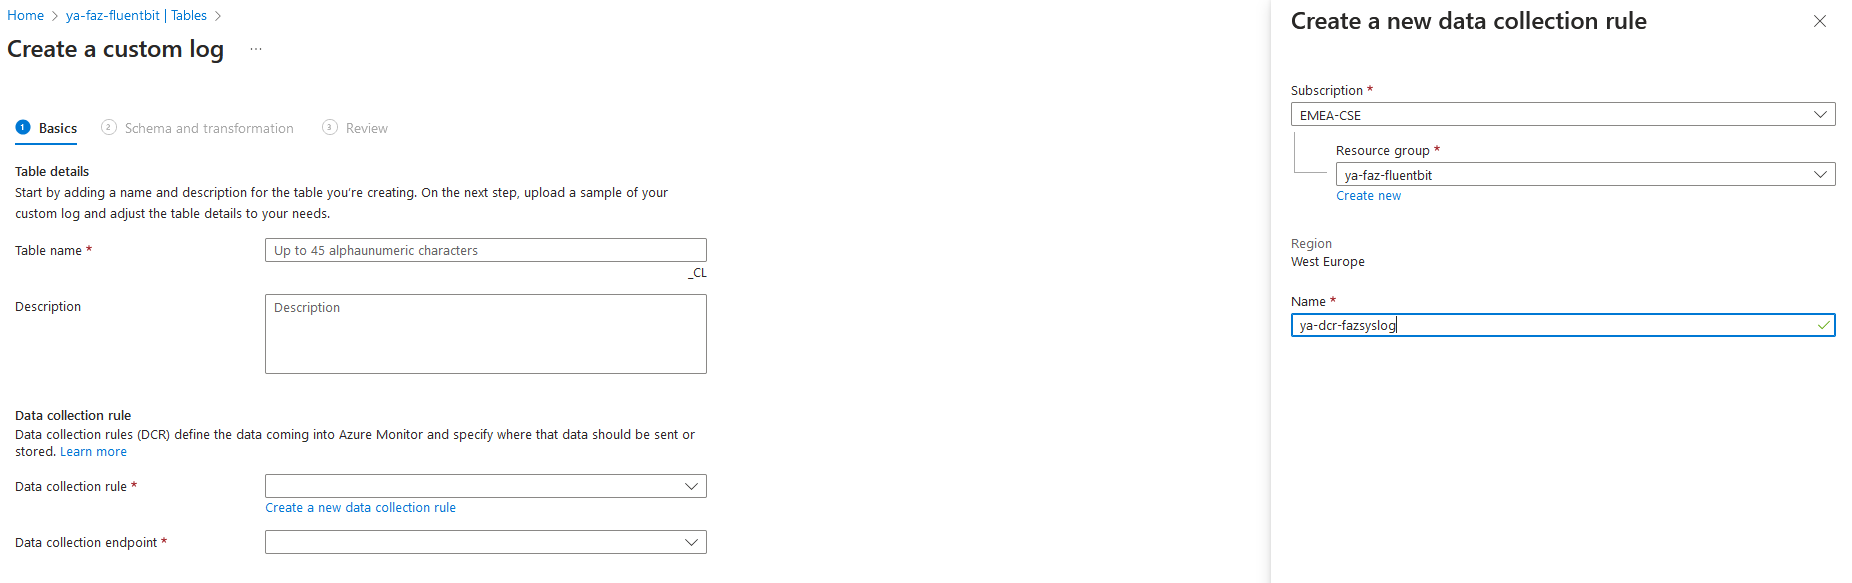 Home > ya-faz-fluentbit | Tables >
Create a custom log ...
1 Basics 2 Schema and transformation 3 Review
Table details
Start by adding a name and description for the table you're creating. On the next step, upload a sample of your
custom log and adjust the table details to your needs.
Table name *
Up to 45 alphaunumeric characters
_CL
Description
Description
Data collection rule
Data collection rules (DCR) define the data coming into Azure Monitor and specify where that data should be sent or
stored. Learn more
Data collection rule *
Create a new data collection rule
Data collection endpoint *
Create a new data collection rule
Subscription *
EMEA-CSE
Resource group *
ya-faz-fluentbit
Create new
Region
West Europe
Name *
ya-dcr-fazsyslog